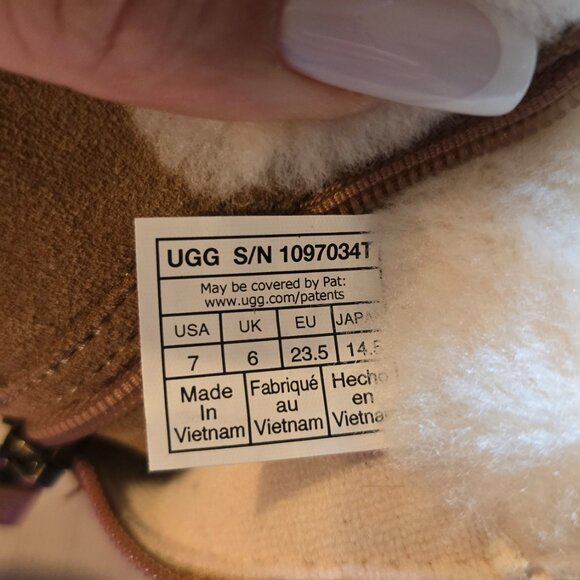 UGG S/N 1097034T
May be covered by Pat:
www.ugg.com/patents
USA UK EU
7 6 23.5
Made Fabriqué
In au en
Vietnam Vietnam